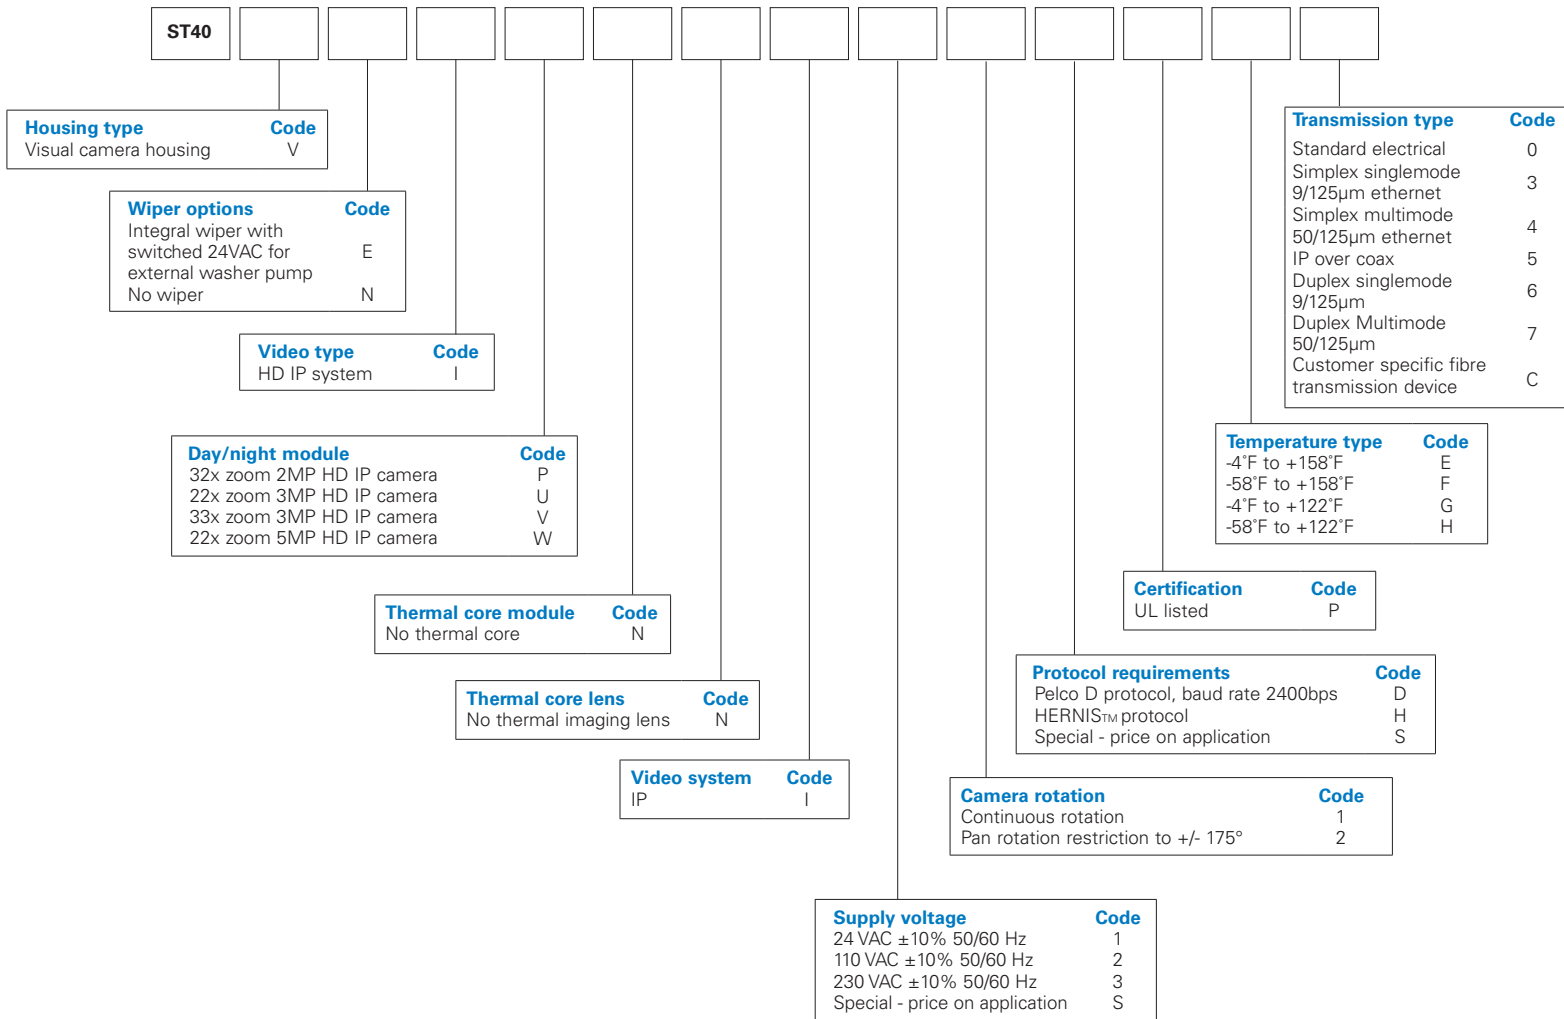 ST40
Housing type Code
Visual camera housing V
Wiper options Code
Integral wiper with
switched 24VAC for E
external washer pump
No wiper N
Video type Code
HD IP system I
Day/night module Code
32x zoom 2MP HD IP camera P
22x zoom 3MP HD IP camera U
33x zoom 3MP HD IP camera V
22x zoom 5MP HD IP camera W
Thermal core module Code
No thermal core N
Thermal core lens Code
No thermal imaging lens N
Video system Code
IP I
Supply voltage Code
24 VAC ±10% 50/60 Hz 1
110 VAC ±10% 50/60 Hz 2
230 VAC ±10% 50/60 Hz 3
Special - price on application S
Camera rotation Code
Continuous rotation 1
Pan rotation restriction to +/- 175° 2
Protocol requirements Code
Pelco D protocol, baud rate 2400bps D
HERNIS™ protocol H
Special - price on application S
Certification Code
UL listed P
Temperature type Code
-4˚F to +158˚F E
-58˚F to +158˚F F
-4˚F to +122˚F G
-58˚F to +122˚F H
Transmission type Code
Standard electrical 0
Simplex singlemode
9/125µm ethernet 3
Simplex multimode
50/125µm ethernet 4
IP over coax 5
Duplex singlemode
9/125µm 6
Duplex Multimode
50/125µm 7
Customer specific fibre
transmission device C